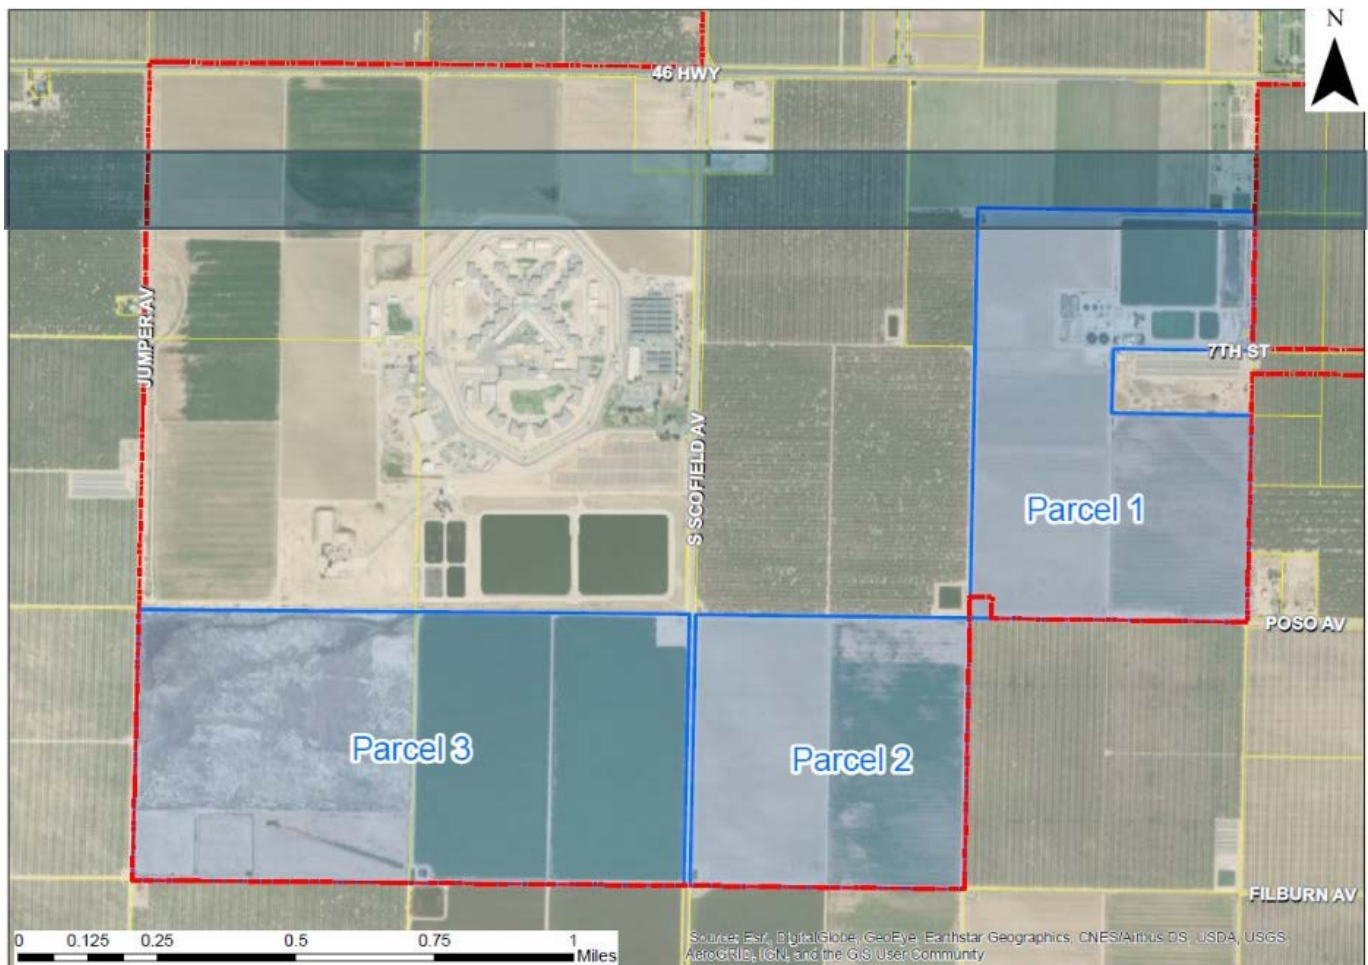 N
46 HWY
JUMPER AV
7TH ST
S SCOFIELD AV
Parcel 1
POSO AV
Parcel 3
Parcel 2
FILBURN AV
0 0.125 0.25 0.5 0.75 1
Miles
Source: Esri, DigitalGlobe, GeoEye, Earthstar Geographics, CNES/Airbus DS, USDA, USGS,
AeroGRID, IGN, and the GIS User Community